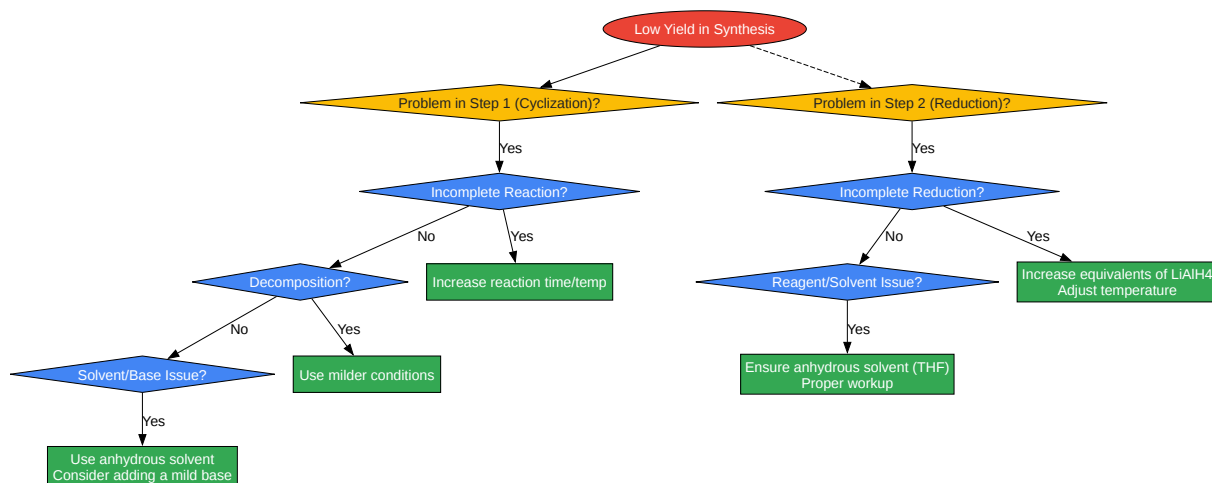 Low Yield in Synthesis
Problem in Step 1 (Cyclization)?
Problem in Step 2 (Reduction)?
Yes
Yes
Incomplete Reaction?
Incomplete Reduction?
No
Yes
No
Yes
Decomposition?
Increase reaction time/temp
Reagent/Solvent Issue?
Increase equivalents of LiAlH4
Adjust temperature
No
Yes
Yes
Solvent/Base Issue?
Use milder conditions
Ensure anhydrous solvent (THF)
Proper workup
Yes
Use anhydrous solvent
Consider adding a mild base